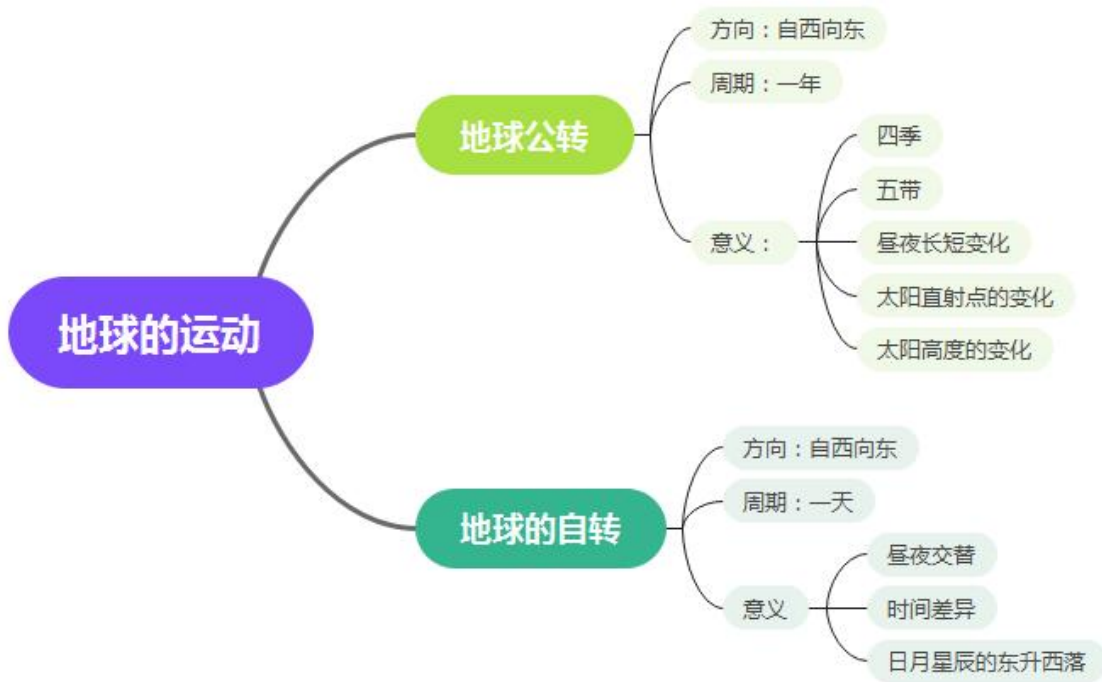 地球的运动
地球公转
方向：自西向东
周期：一年
意义：
四季
五带
昼夜长短变化
太阳直射点的变化
太阳高度的变化
地球的自转
方向：自西向东
周期：一天
意义
昼夜交替
时间差异
日月星辰的东升西落